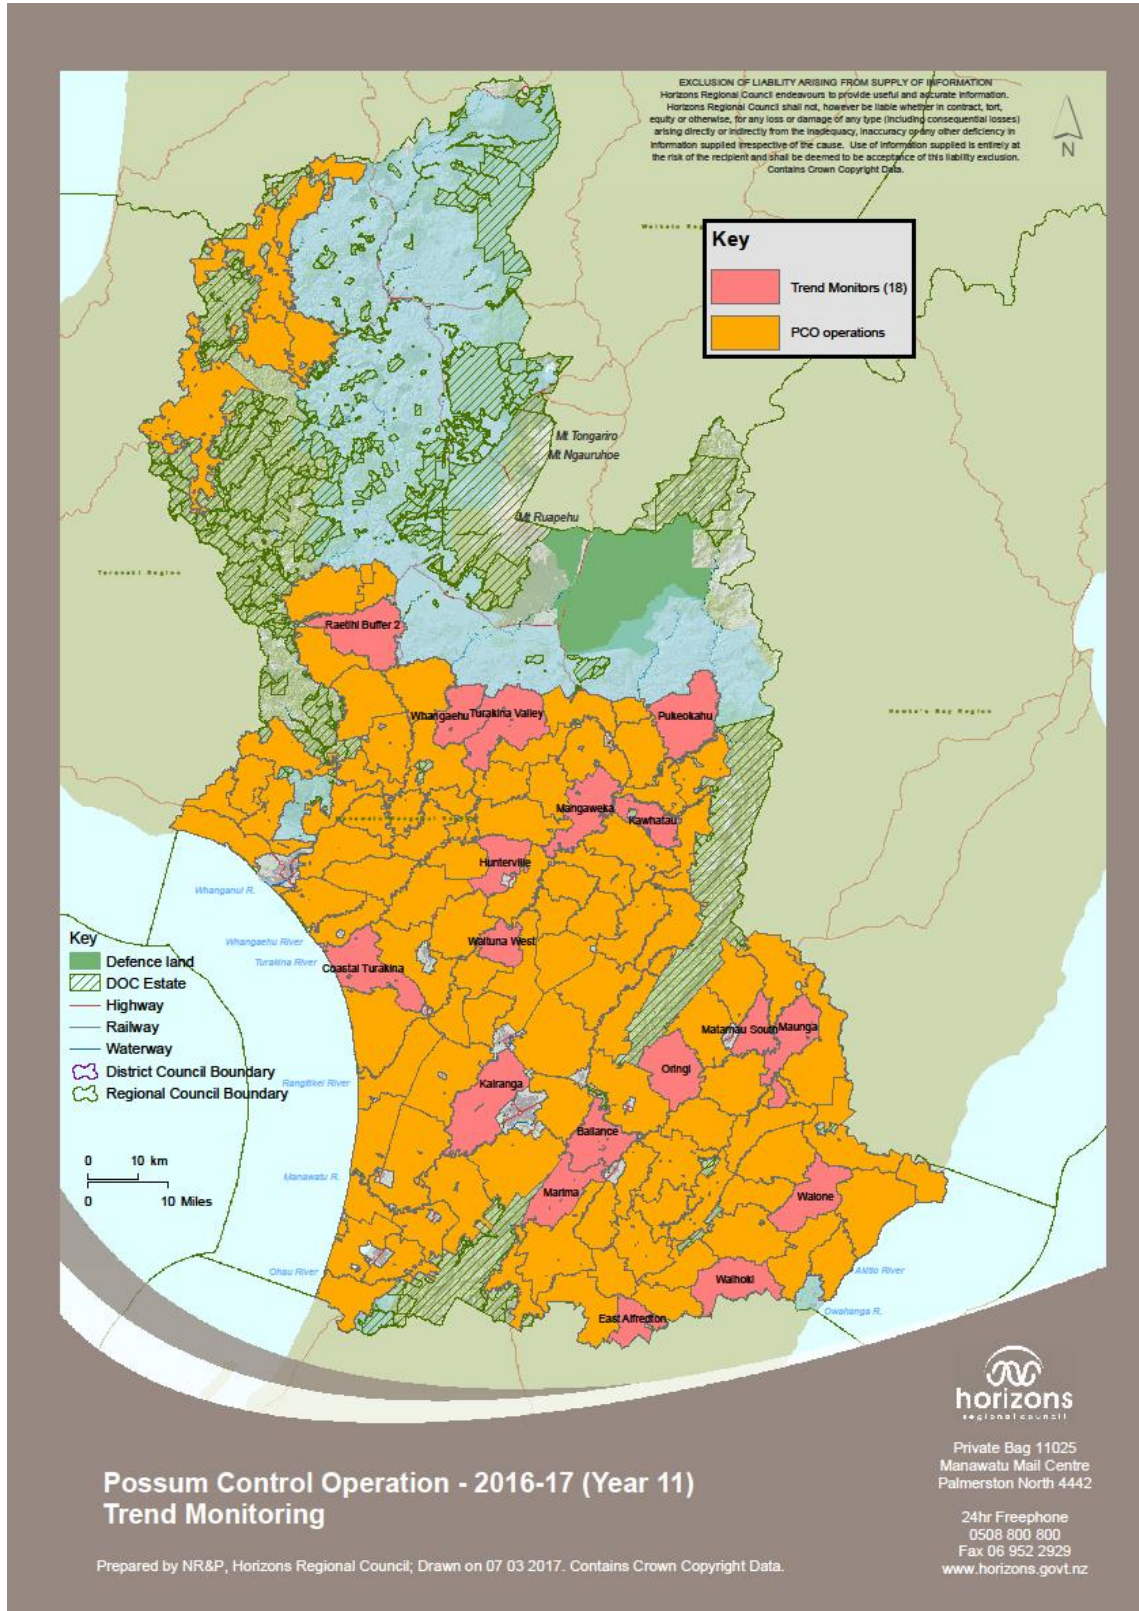 EXCLUSION OF LIABILITY ARISING FROM SUPPLY OF INFORMATION
Horizons Regional Council endeavours to provide useful and accurate information.
Horizons Regional Council shall not, however be liable whether in contract, tort,
equity or otherwise, for any loss or damage of any type (including consequential losses)
arising directly or indirectly from the inadequacy, inaccuracy or any other deficiency in
information supplied irrespective of the cause. Use of information supplied is entirely at
the risk of the recipient and shall be deemed to be acceptance of this liability exclusion.
Contains Crown Copyright Data.
N
Waikato
Key
Trend Monitors (18)
PCO operations
Mt Tongariro
Mt Ngauruhoe
Mt Ruapehu
Taranaki Region
Raetihi Buffer 2
Whangaehu
Turakina Valley
Pukeokahu
Hawke's Bay Region
Mangaweka
Kawhatau
Hunterville
Whanganui R.
Key
Defence land
DOC Estate
Highway
Railway
Waterway
District Council Boundary
Regional Council Boundary
Whangaehu River
Turakina River
Waituna West
Coastal Turakina
Matamau South
Maunga
Oringi
Rangitikei River
Kairanga
Ballance
0 10 km
0 10 Miles
Manawatu R.
Marima
Waione
Ohau River
Waihoki
Akitio River
Owahanga R.
East Alfredton
horizons
regional council
Private Bag 11025
Manawatu Mail Centre
Palmerston North 4442
24hr Freephone
0508 800 800
Fax 06 952 2929
www.horizons.govt.nz
Possum Control Operation - 2016-17 (Year 11)
Trend Monitoring
Prepared by NR&P, Horizons Regional Council; Drawn on 07 03 2017. Contains Crown Copyright Data.